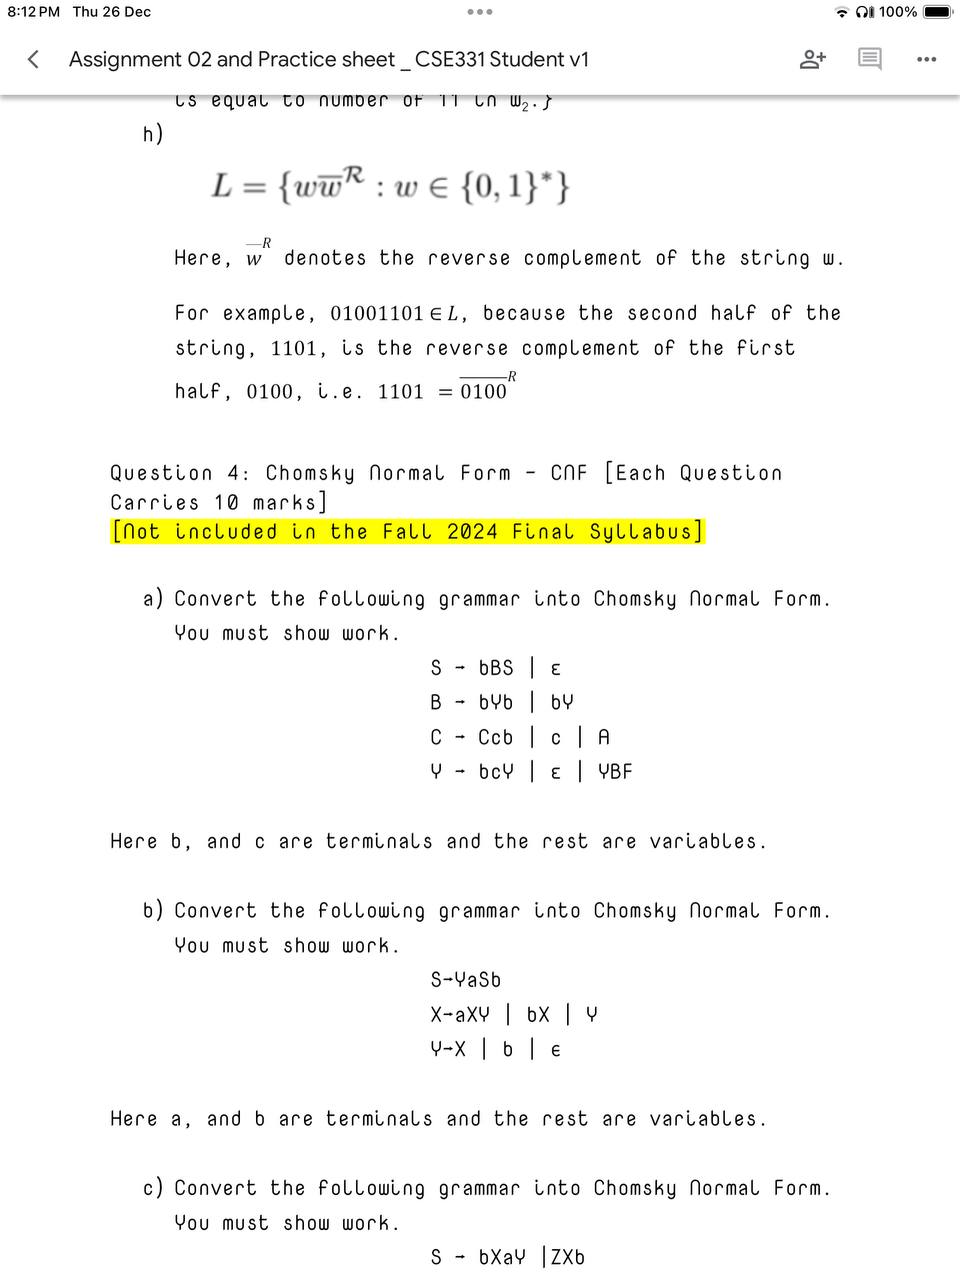 8:12 PM Thu 26 Dec
100%
Assignment 02 and Practice sheet _ CSE331 Student v1
is equal to number of 11 in w₂.}
h)
L = {ww̅ᴿ : w ∈ {0, 1}*}
Here, w̅ᴿ denotes the reverse complement of the string w.
For example, 01001101 ∈ L, because the second half of the
string, 1101, is the reverse complement of the first
half, 0100, i.e. 1101 = 0̅1̅0̅0̅ᴿ
Question 4: Chomsky Normal Form - CNF [Each Question
Carries 10 marks]
[Not included in the Fall 2024 Final Syllabus]
a) Convert the following grammar into Chomsky Normal Form.
You must show work.
S → bBS | ε
B → bYb | bY
C → Ccb | c | A
Y → bcY | ε | YBF
Here b, and c are terminals and the rest are variables.
b) Convert the following grammar into Chomsky Normal Form.
You must show work.
S→YaSb
X→aXY | bX | Y
Y→X | b | ϵ
Here a, and b are terminals and the rest are variables.
c) Convert the following grammar into Chomsky Normal Form.
You must show work.
S → bXaY |ZXb